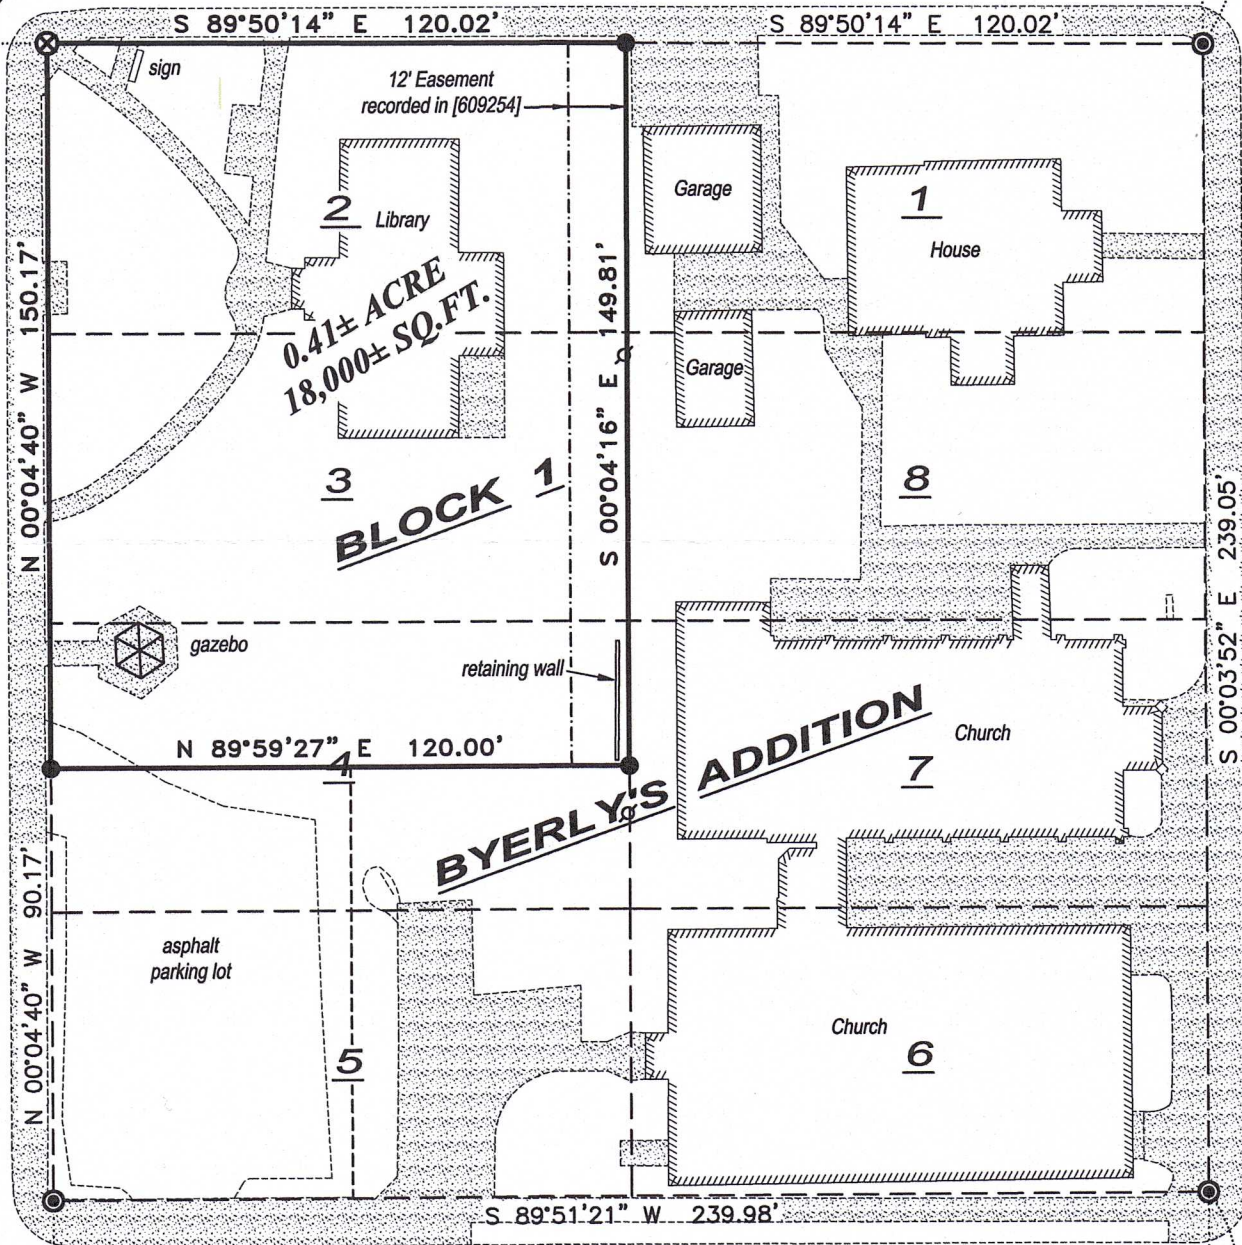 S 89°50'14" E 120.02'
S 89°50'14" E 120.02'
sign
12' Easement
recorded in [609254]
Garage
2
Library
1
House
N 00°04'40" W 150.17'
S 00°04'16" E 149.81'
0.41± ACRE
18,000± SQ.FT.
Garage
3
BLOCK 1
8
S 00°03'52" E 239.05'
gazebo
retaining wall
N 89°59'27" E 120.00'
4
Church
7
BYERLY'S ADDITION
N 00°04'40" W 90.17'
asphalt
parking lot
5
Church
6
S 89°51'21" W 239.98'